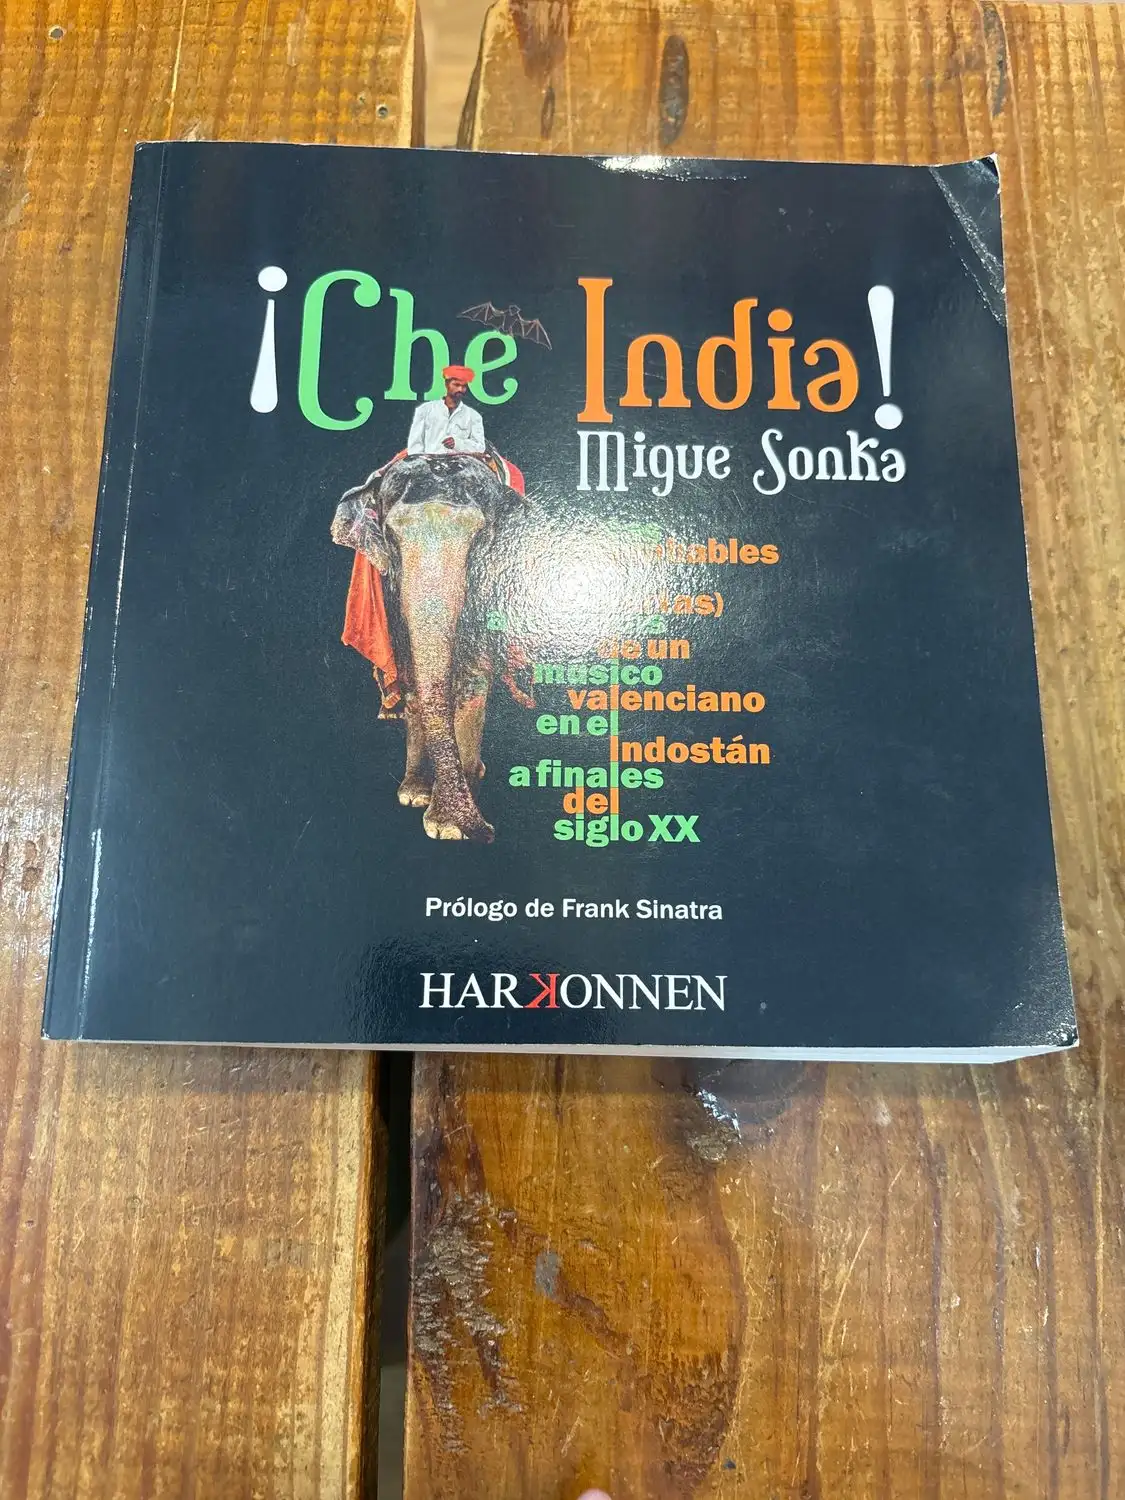 ¡Che India!
Migue Sonka
de un
músico
valenciano
en el
Indostán
a finales
del
siglo XX
Prólogo de Frank Sinatra
HARKONNEN